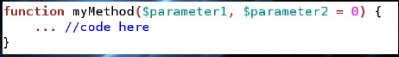 function myMethod($parameter1, $parameter2 = 0) {
    ... //code here
}